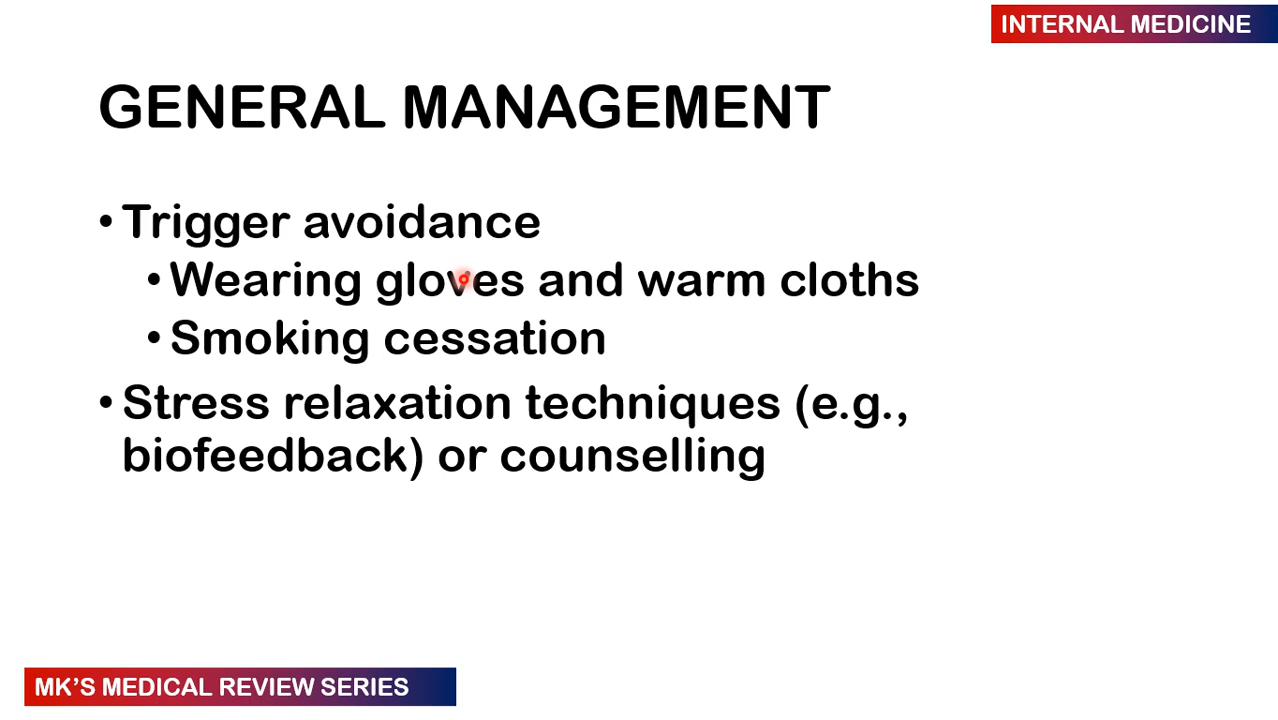 INTERNAL MEDICINE
GENERAL MANAGEMENT
• Trigger avoidance
• Wearing gloves and warm cloths
• Smoking cessation
• Stress relaxation techniques (e.g.,
biofeedback) or counselling
MK’S MEDICAL REVIEW SERIES